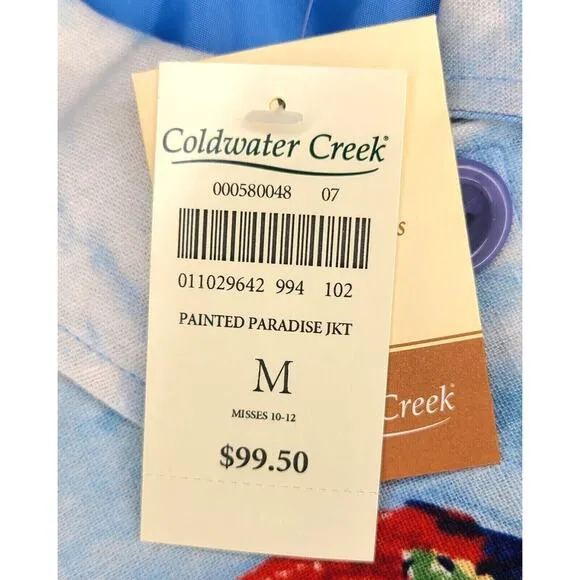 Coldwater Creek®
000580048 07
011029642 994 102
PAINTED PARADISE JKT
M
MISSES 10-12
$99.50
s
Creek®